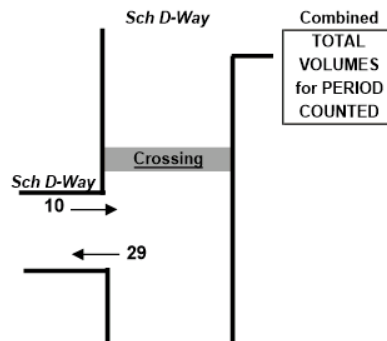 Sch D-Way
Combined
TOTAL
VOLUMES
for PERIOD
COUNTED
Crossing
Sch D-Way
10
29